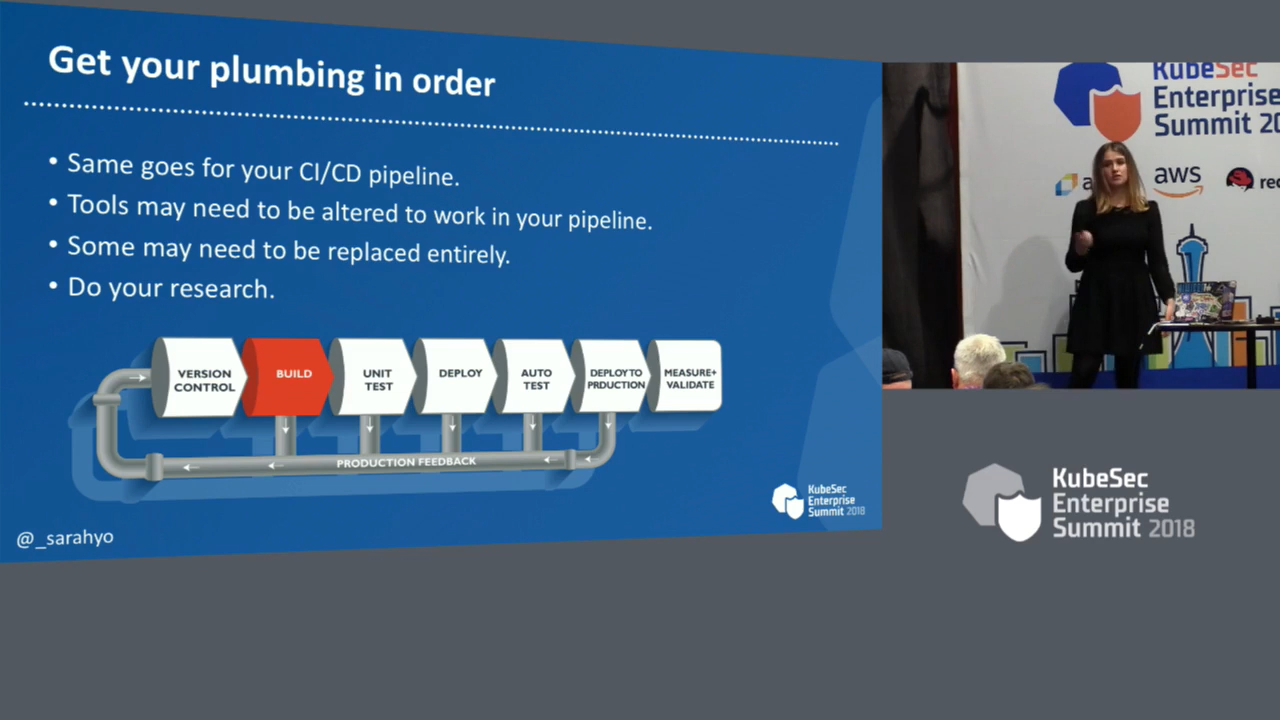 Get your plumbing in order
• Same goes for your CI/CD pipeline.
• Tools may need to be altered to work in your pipeline.
• Some may need to be replaced entirely.
• Do your research.
VERSION
CONTROL
BUILD
UNIT
TEST
DEPLOY
AUTO
TEST
DEPLOY TO
PRDUCTION
MEASURE+
VALIDATE
PRODUCTION FEEDBACK
KubeSec
Enterprise
Summit 2018
@_sarahyo
KubeSec
Enterprise
Summit 20
a
aws
red
KubeSec
Enterprise
Summit 2018